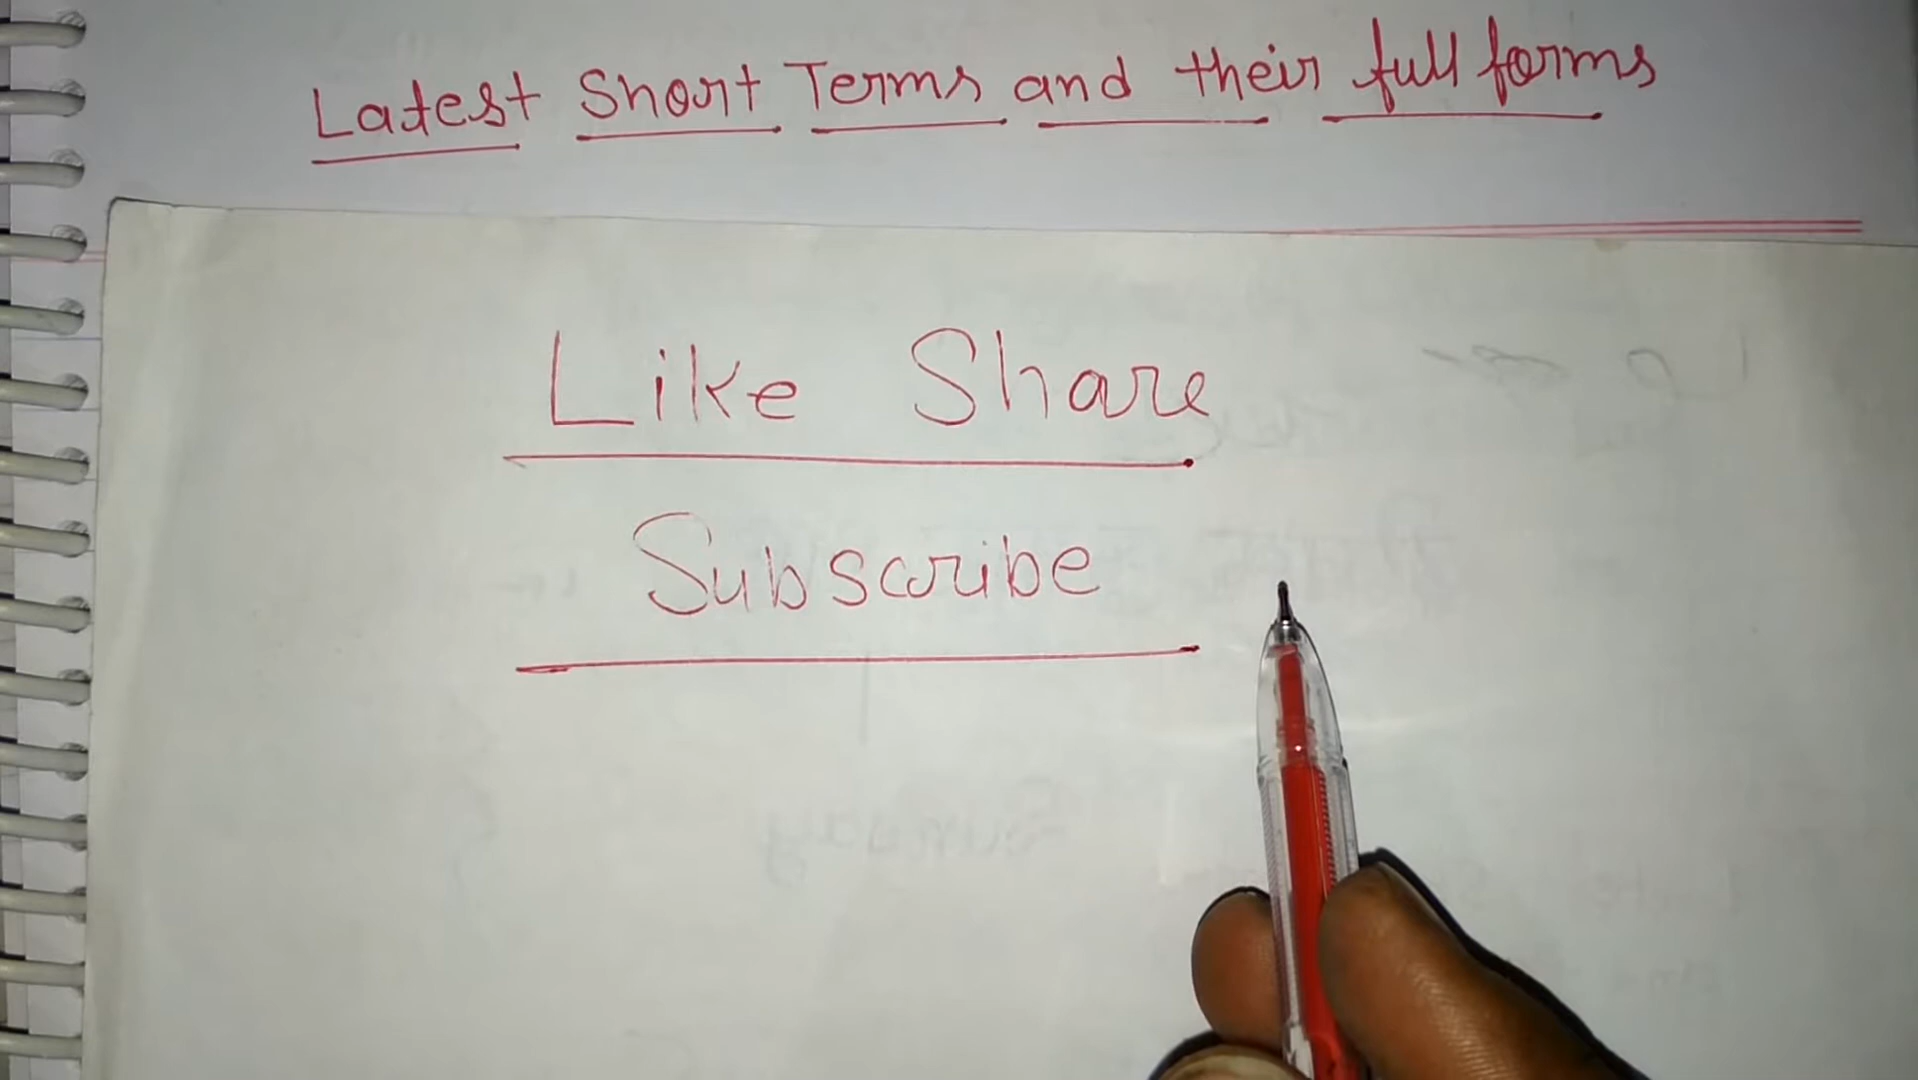 Latest Short Terms and their full forms
Like Share
Subscribe